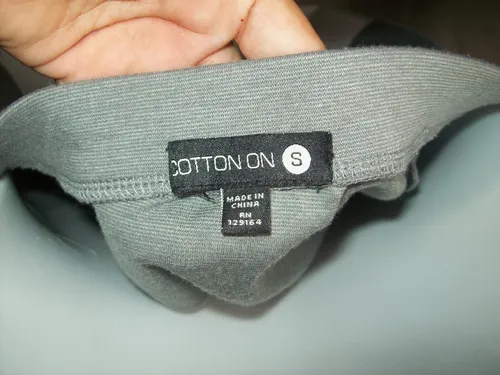 COTTON ON S
MADE IN
CHINA
RN
129164